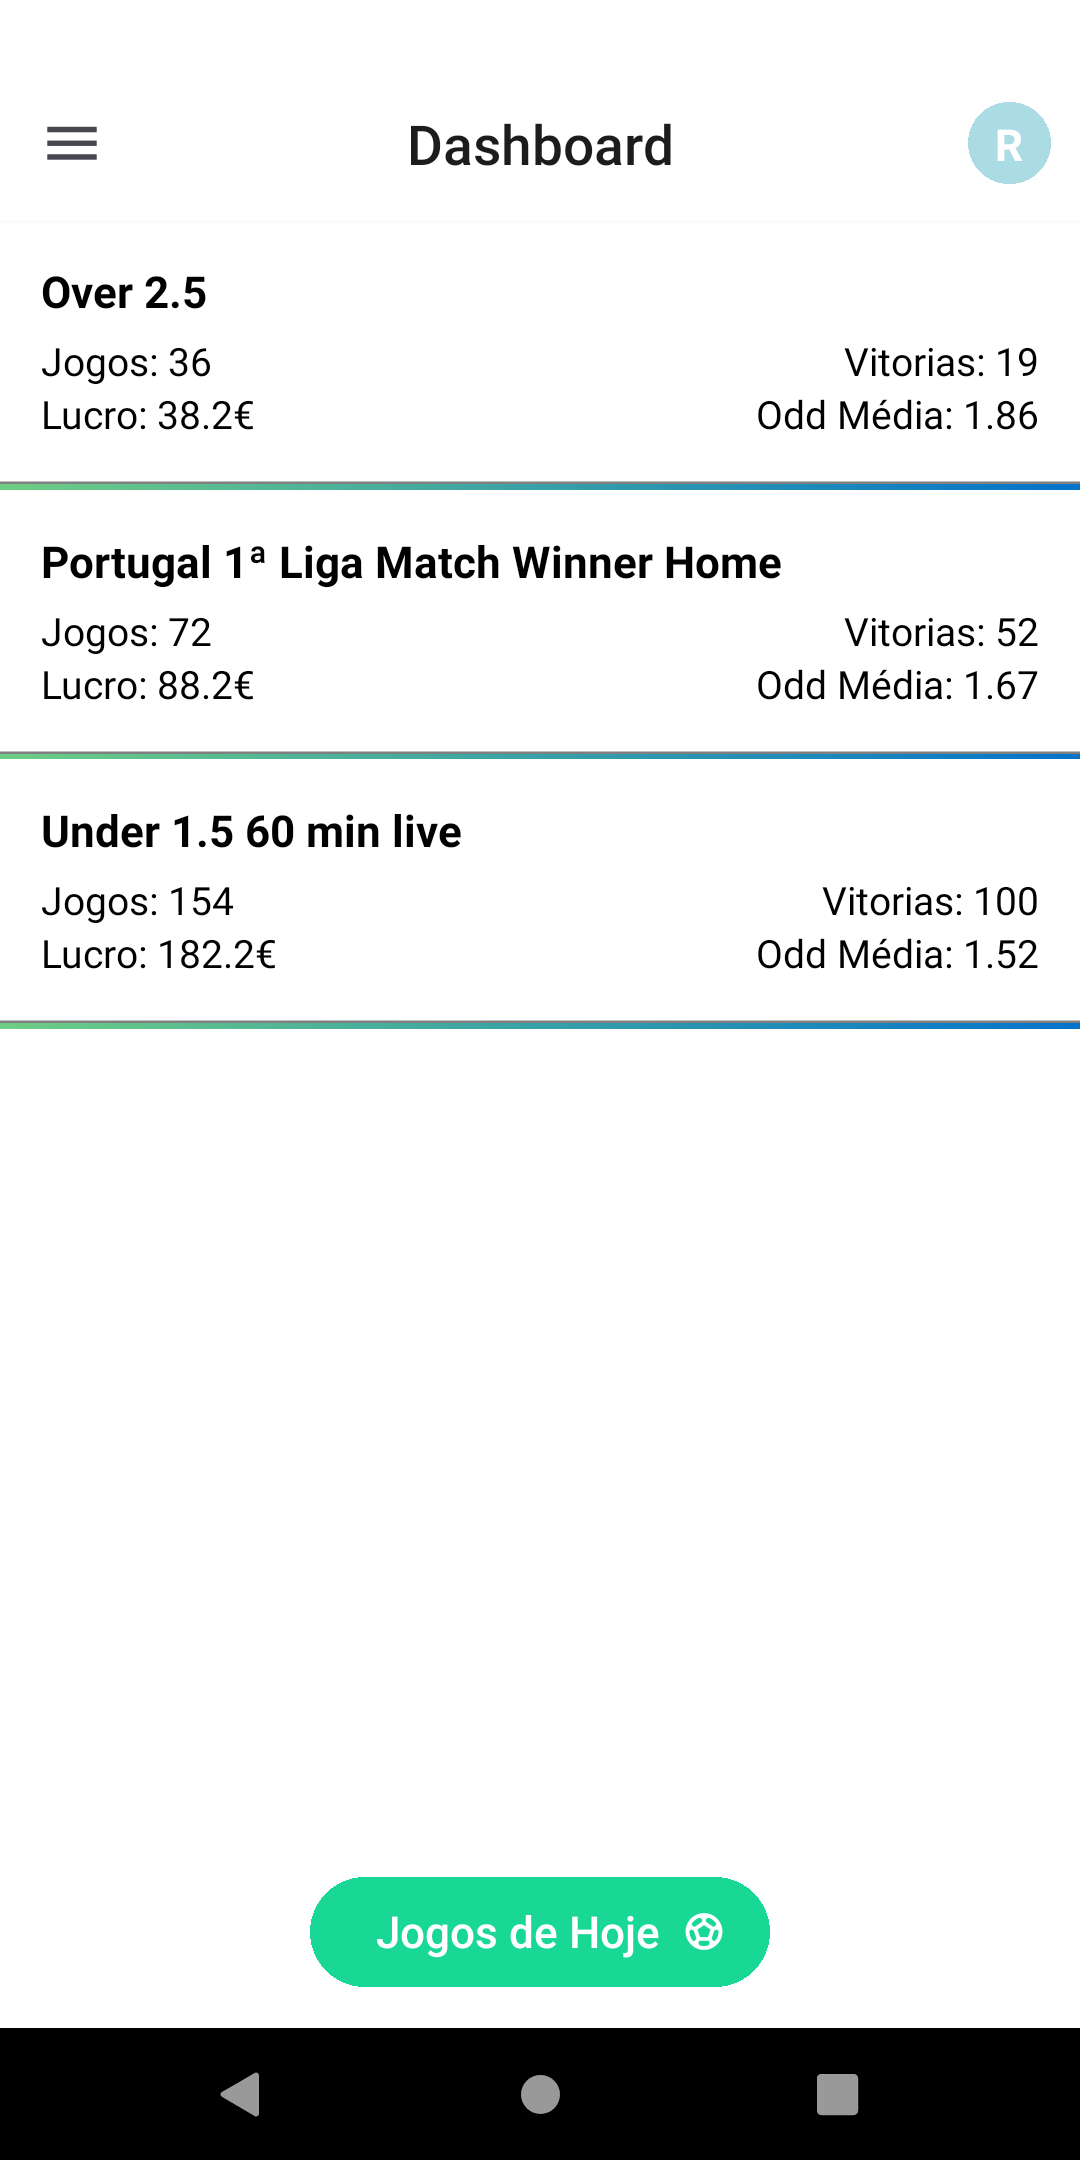 Dashboard
R
Over 2.5
Jogos: 36
Vitorias: 19
Lucro: 38.2€
Odd Média: 1.86
Portugal 1ª Liga Match Winner Home
Jogos: 72
Vitorias: 52
Lucro: 88.2€
Odd Média: 1.67
Under 1.5 60 min live
Jogos: 154
Vitorias: 100
Lucro: 182.2€
Odd Média: 1.52
Jogos de Hoje